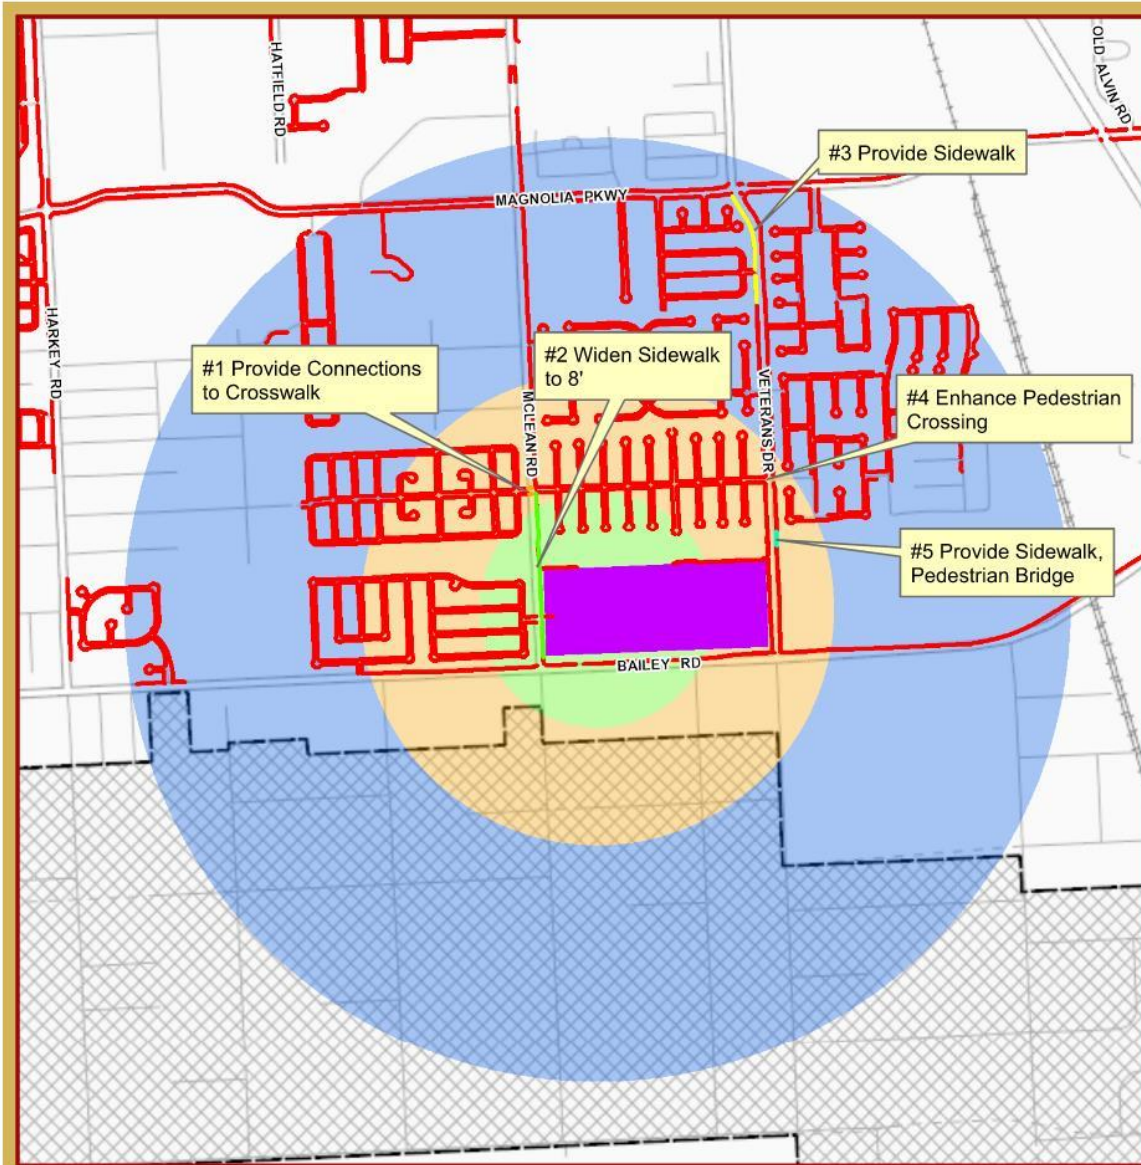 HATFIELD RD
OLD ALVIN RD
#3 Provide Sidewalk
MAGNOLIA PKWY
HARKEY RD
#1 Provide Connections
to Crosswalk
#2 Widen Sidewalk
to 8'
MCLEAN RD
VETERANS DR
#4 Enhance Pedestrian
Crossing
#5 Provide Sidewalk,
Pedestrian Bridge
BAILEY RD